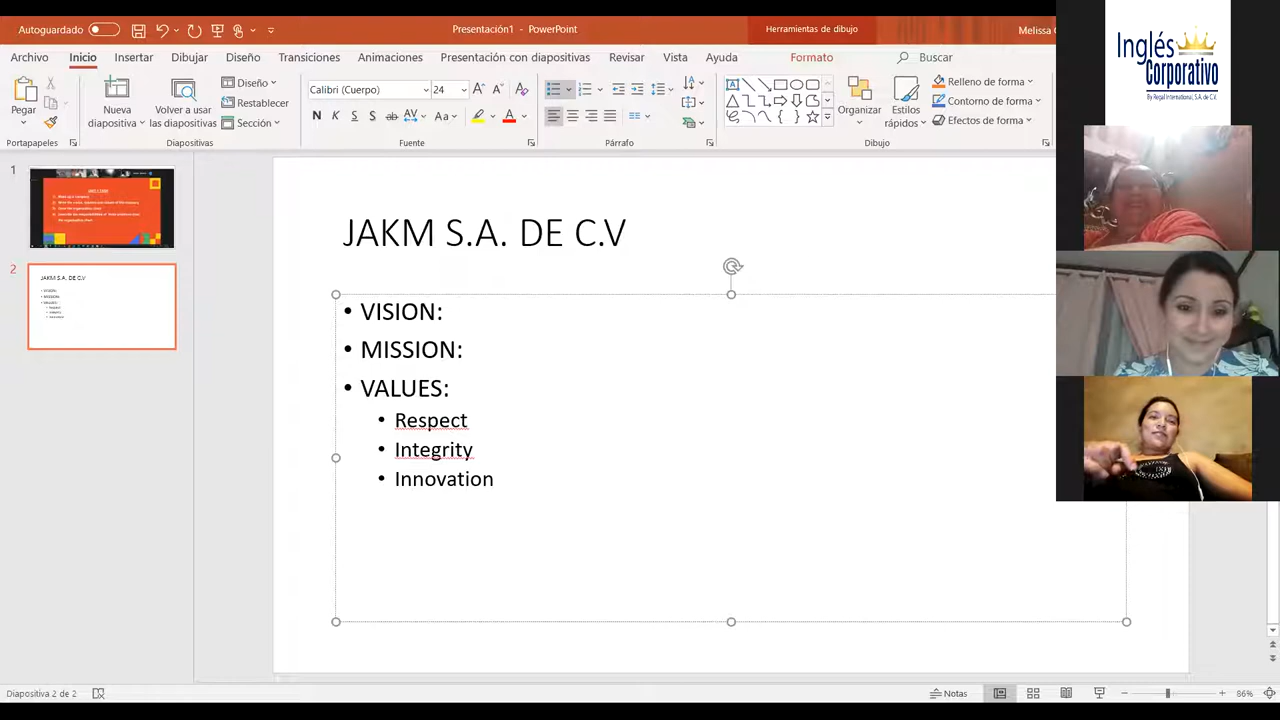 Autoguardado
Presentación1 - PowerPoint
Herramientas de dibujo
Melissa
Archivo Inicio Insertar Dibujar Diseño Transiciones Animaciones Presentación con diapositivas Revisar Vista Ayuda Formato Buscar
Pegar
Nueva diapositiva
Volver a usar las diapositivas
Diseño
Restablecer
Sección
Calibri (Cuerpo) 24
N K S S ab AV Aa A
Organizar
Estilos rápidos
Relleno de forma
Contorno de forma
Efectos de forma
Portapapeles Diapositivas Fuente Párrafo Dibujo
Inglés
Corporativo
By Regal International, S.A. de C.V.
1
2
JAKM S.A. DE C.V
VISION:
MISSION:
VALUES:
Respect
Integrity
Innovation
JAKM S.A. DE C.V
• VISION:
• MISSION:
• VALUES:
• Respect
• Integrity
• Innovation
Diapositiva 2 de 2
Notas
86%